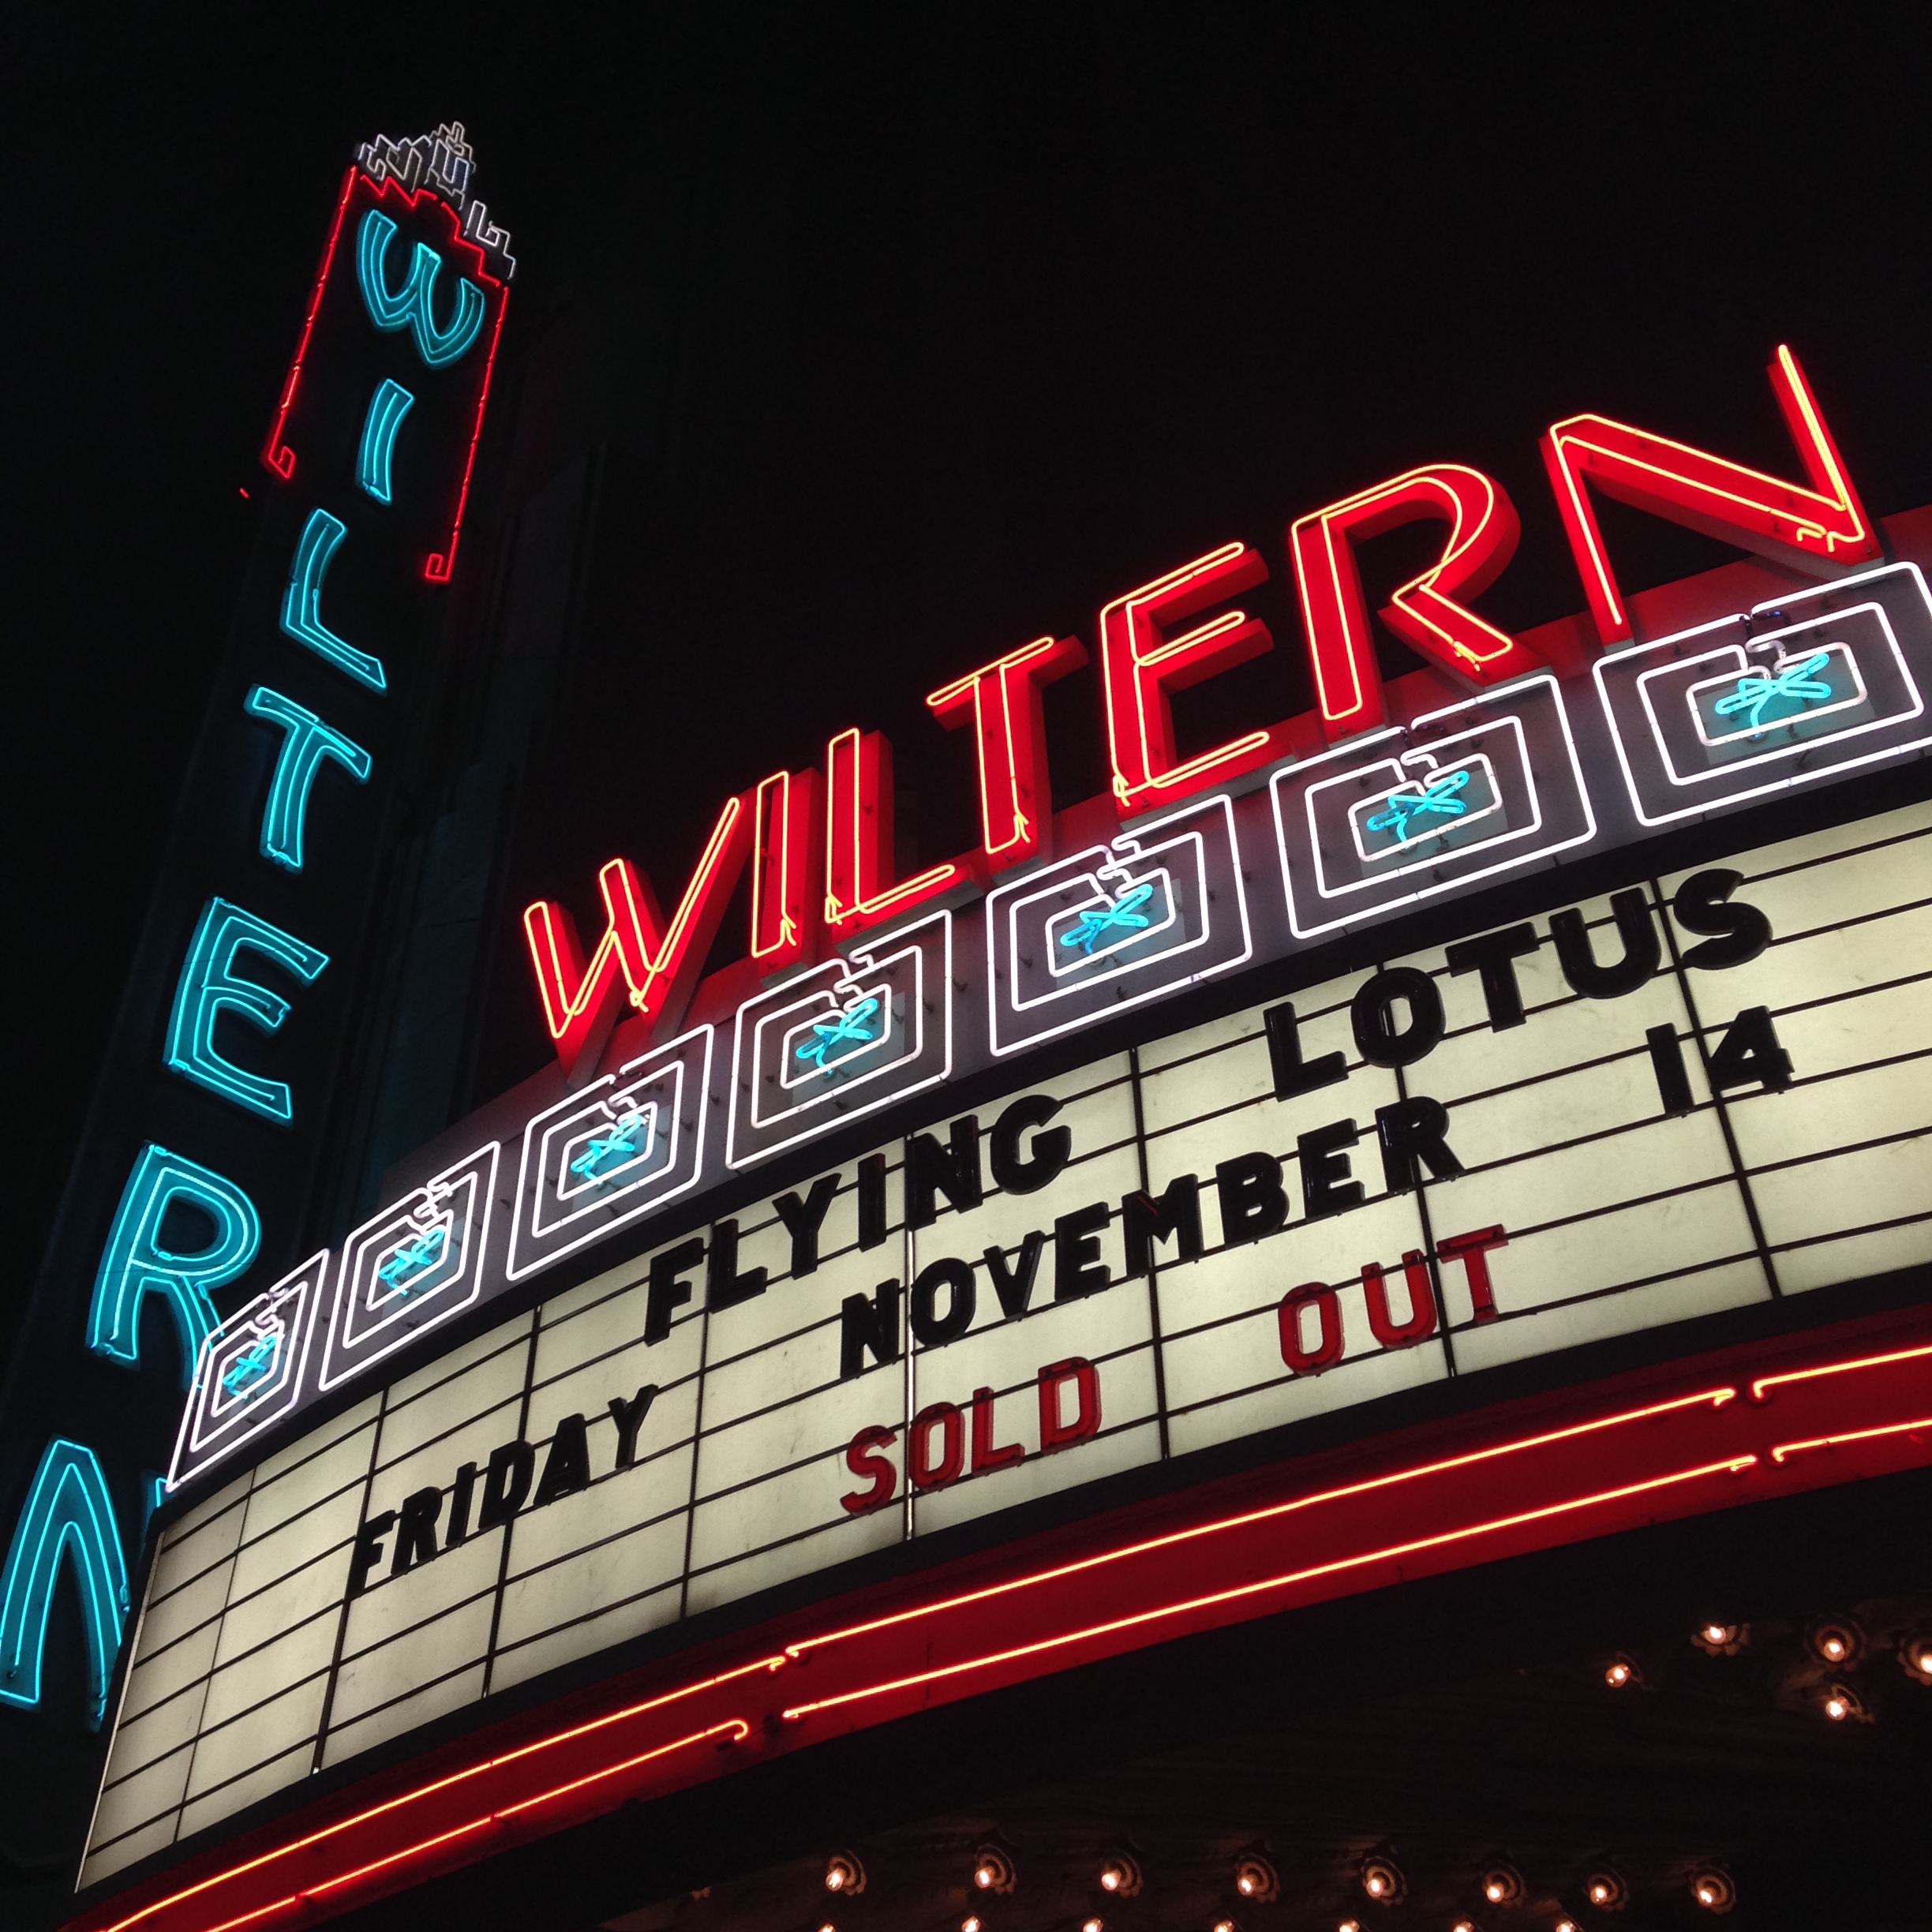 WILTERN
WILTERN
FLYING LOTUS
FRIDAY NOVEMBER 14
SOLD OUT